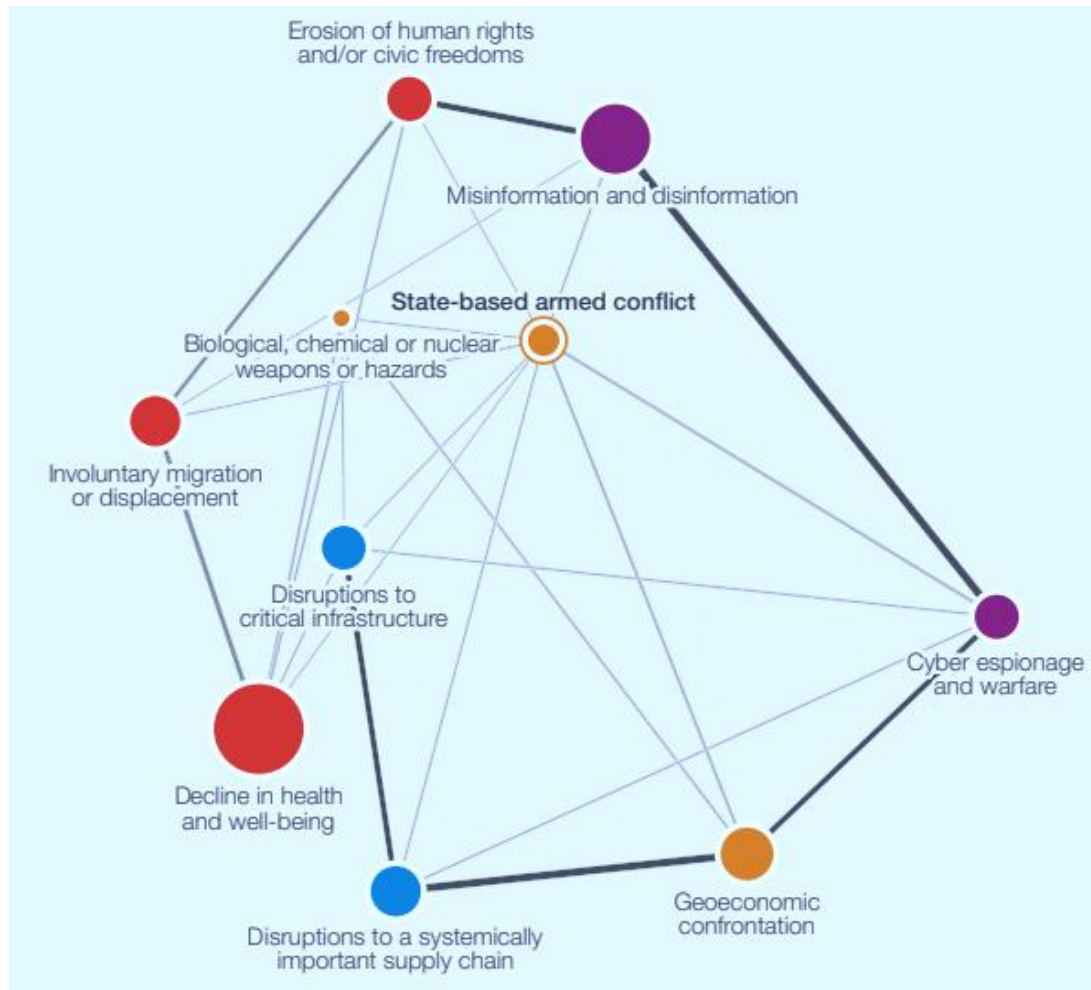 Erosion of human rights
and/or civic freedoms
Misinformation and disinformation
State-based armed conflict
Biological, chemical or nuclear
weapons or hazards
Involuntary migration
or displacement
Disruptions to
critical infrastructure
Cyber espionage
and warfare
Decline in health
and well-being
Geoeconomic
confrontation
Disruptions to a systemically
important supply chain